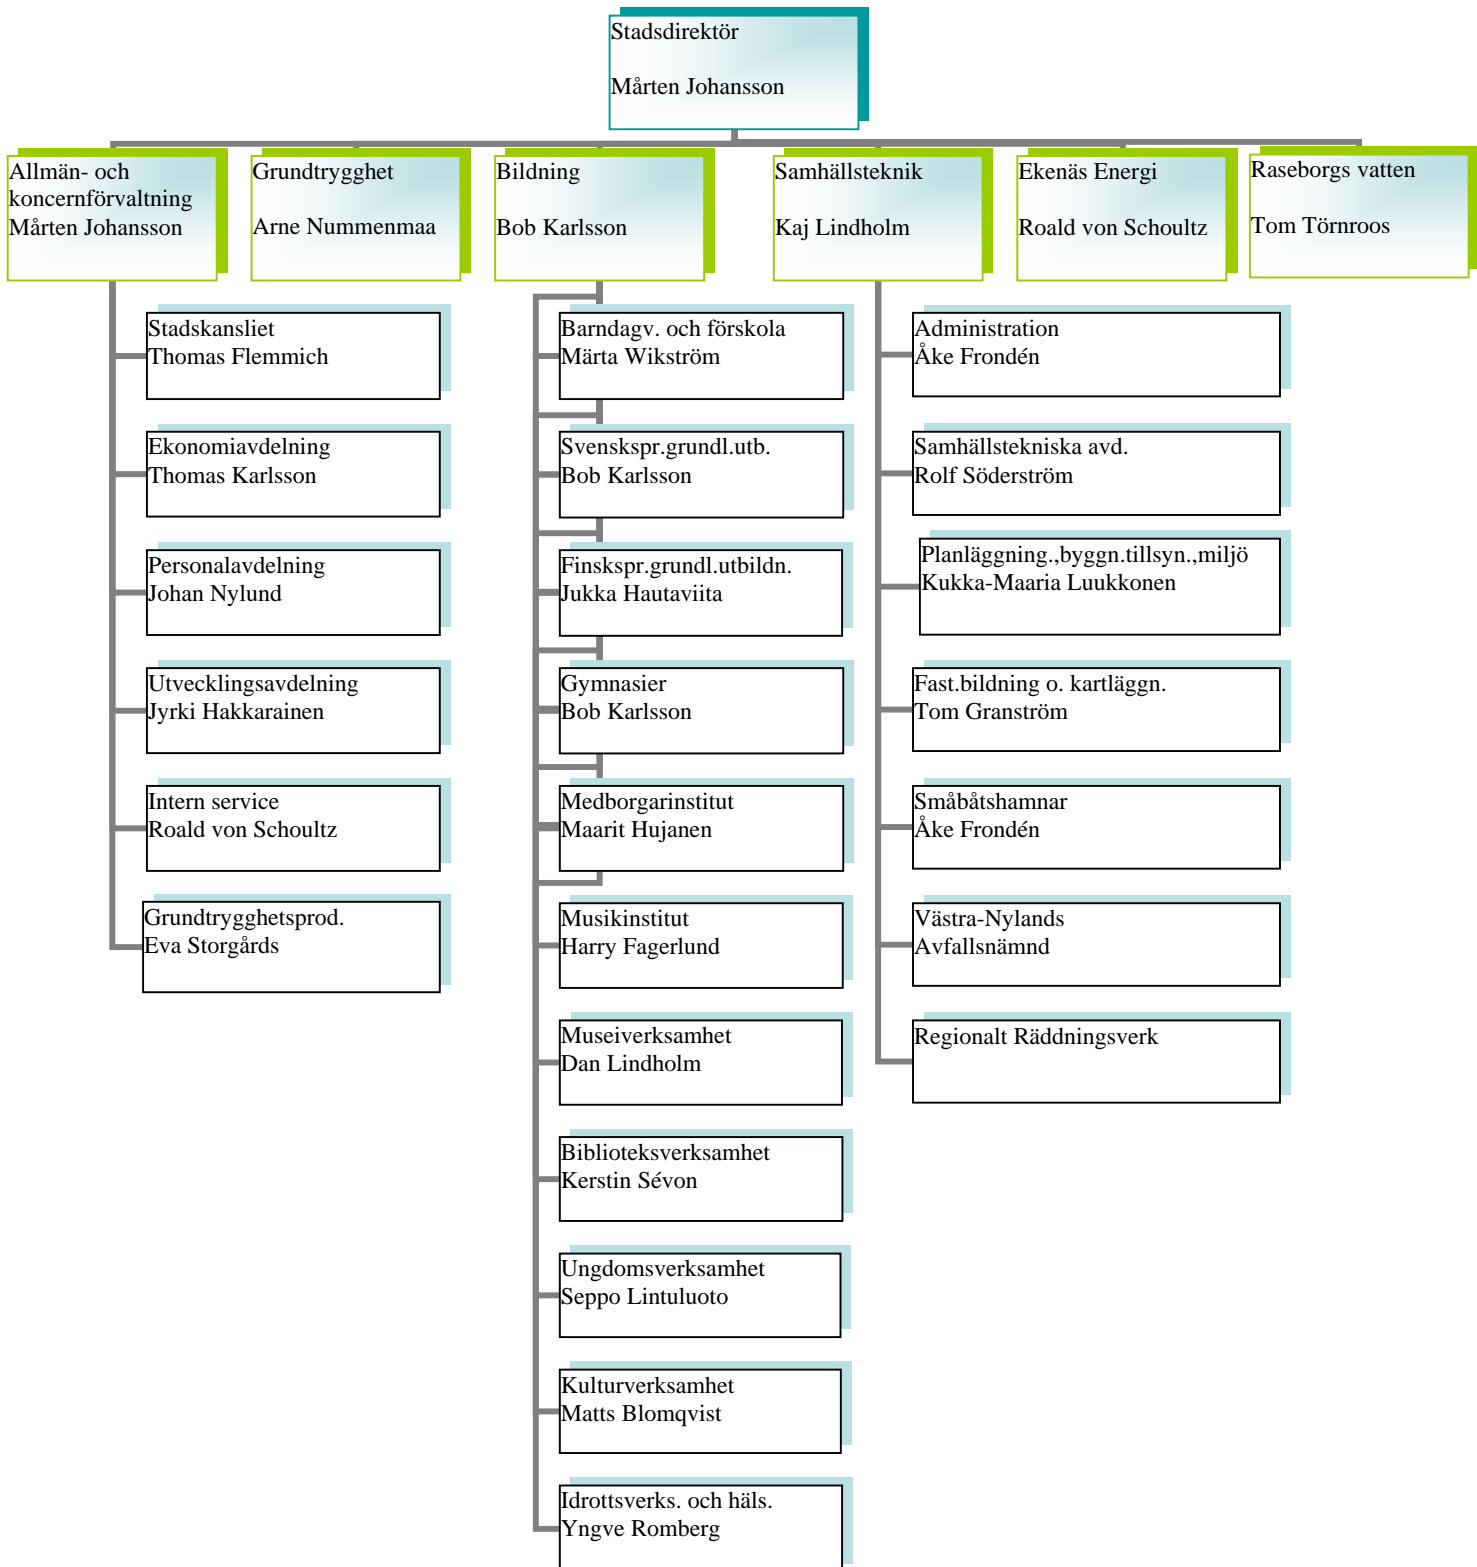 Stadsdirektör
Mårten Johansson
Allmän- och
koncernförvaltning
Mårten Johansson
Grundtrygghet
Arne Nummenmaa
Bildning
Bob Karlsson
Samhällsteknik
Kaj Lindholm
Ekenäs Energi
Roald von Schoultz
Raseborgs vatten
Tom Törnroos
Stadskansliet
Thomas Flemmich
Ekonomiavdelning
Thomas Karlsson
Personalavdelning
Johan Nylund
Utvecklingsavdelning
Jyrki Hakkarainen
Intern service
Roald von Schoultz
Grundtrygghetsprod.
Eva Storgårds
Barndagv. och förskola
Märta Wikström
Svenskspr.grundl.utb.
Bob Karlsson
Finskspr.grundl.utbildn.
Jukka Hautaviita
Gymnasier
Bob Karlsson
Medborgarinstitut
Maarit Hujanen
Musikinstitut
Harry Fagerlund
Museiverksamhet
Dan Lindholm
Biblioteksverksamhet
Kerstin Sévon
Ungdomsverksamhet
Seppo Lintuluoto
Kulturverksamhet
Matts Blomqvist
Idrottsverks. och häls.
Yngve Romberg
Administration
Åke Frondén
Samhällstekniska avd.
Rolf Söderström
Planläggning.,byggn.tillsyn.,miljö
Kukka-Maaria Luukkonen
Fast.bildning o. kartläggn.
Tom Granström
Småbåtshamnar
Åke Frondén
Västra-Nylands
Avfallsnämnd
Regionalt Räddningsverk